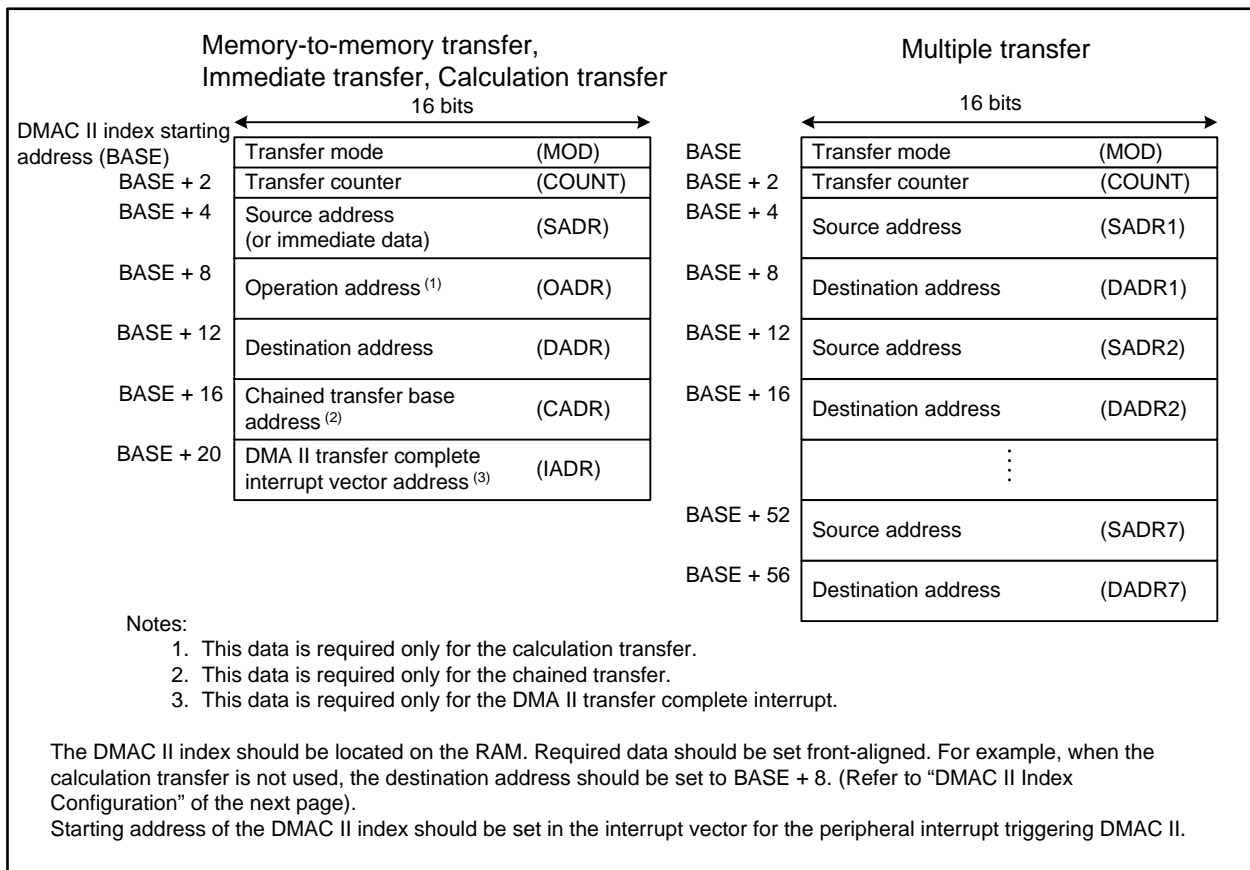 Memory-to-memory transfer,
Immediate transfer, Calculation transfer
16 bits
DMAC II index starting
address (BASE)
Transfer mode (MOD)
BASE + 2 Transfer counter (COUNT)
BASE + 4 Source address
(or immediate data) (SADR)
BASE + 8 Operation address (1) (OADR)
BASE + 12 Destination address (DADR)
BASE + 16 Chained transfer base
address (2) (CADR)
BASE + 20 DMA II transfer complete
interrupt vector address (3) (IADR)
Multiple transfer
16 bits
BASE Transfer mode (MOD)
BASE + 2 Transfer counter (COUNT)
BASE + 4 Source address (SADR1)
BASE + 8 Destination address (DADR1)
BASE + 12 Source address (SADR2)
BASE + 16 Destination address (DADR2)
BASE + 52 Source address (SADR7)
BASE + 56 Destination address (DADR7)
Notes:
1. This data is required only for the calculation transfer.
2. This data is required only for the chained transfer.
3. This data is required only for the DMA II transfer complete interrupt.
The DMAC II index should be located on the RAM. Required data should be set front-aligned. For example, when the
calculation transfer is not used, the destination address should be set to BASE + 8. (Refer to “DMAC II Index
Configuration” of the next page).
Starting address of the DMAC II index should be set in the interrupt vector for the peripheral interrupt triggering DMAC II.